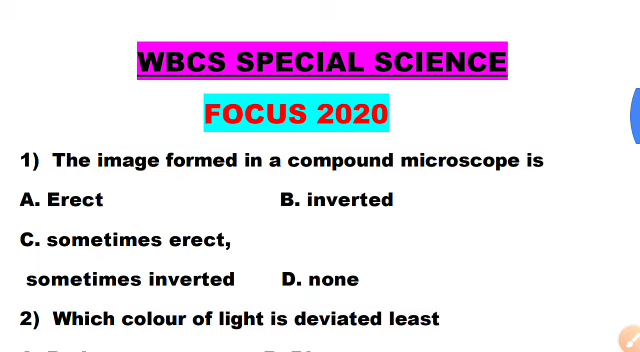 WBCS SPECIAL SCIENCE
FOCUS 2020
1) The image formed in a compound microscope is
A. Erect B. inverted
C. sometimes erect,
sometimes inverted D. none
2) Which colour of light is deviated least